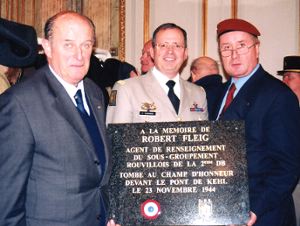 A LA MEMOIRE DE
ROBERT FLEIG
AGENT DE RENSEIGNEMENT
DU SOUS-GROUPEMENT
ROUVILLOIS DE LA 2EME DB
TOMBE AU CHAMP D'HONNEUR
DEVANT LE PONT DE KEHL
LE 23 NOVEMBRE 1944